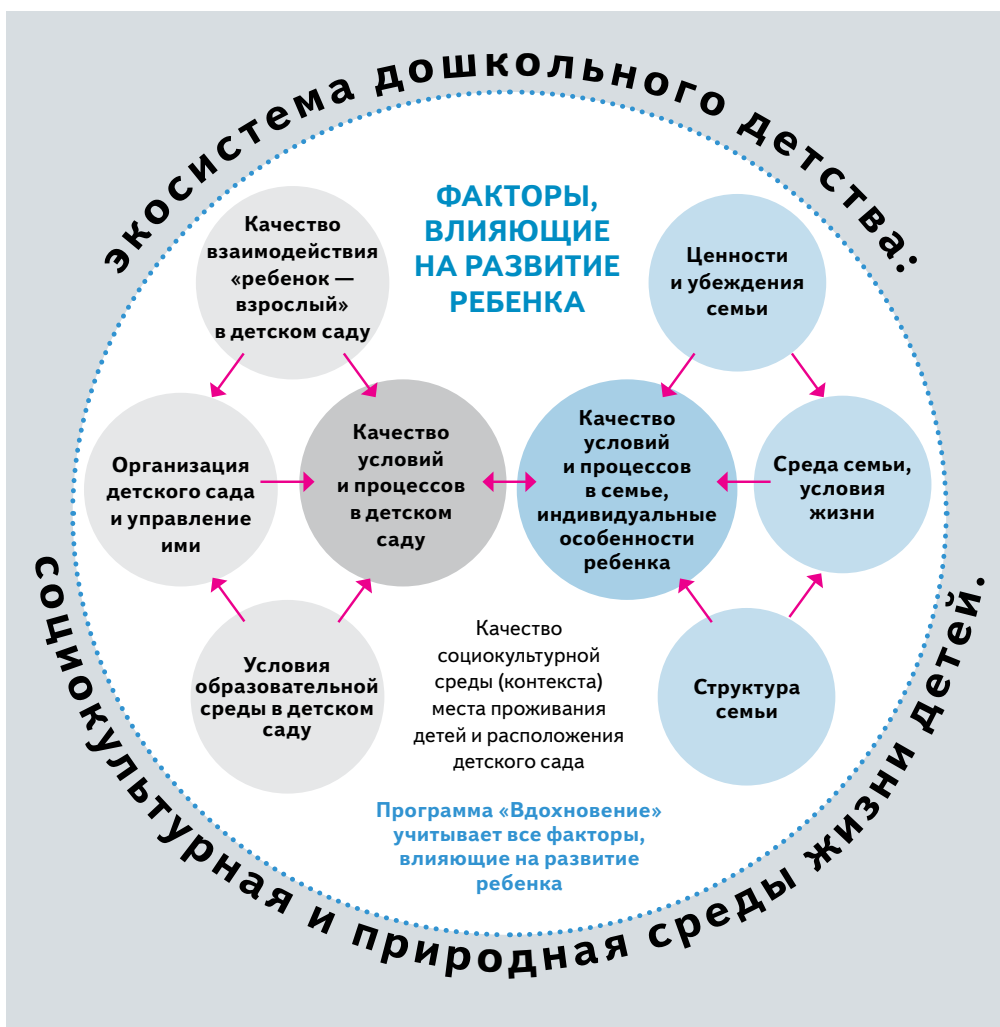 экосистема дошкольного детства:
ФАКТОРЫ,
ВЛИЯЮЩИЕ
НА РАЗВИТИЕ
РЕБЕНКА
Качество
взаимодействия
«ребенок —
взрослый»
в детском саду
Ценности
и убеждения
семьи
Организация
детского сада
и управление
ими
Качество
условий
и процессов
в детском
саду
Качество
условий
и процессов
в семье,
индивидуальные
особенности
ребенка
Среда семьи,
условия
жизни
Условия
образовательной
среды в детском
саду
Качество
социокультурной
среды (контекста)
места проживания
детей и расположения
детского сада
Структура
семьи
Программа «Вдохновение»
учитывает все факторы,
влияющие на развитие
ребенка
социокультурная и природная среды жизни детей.